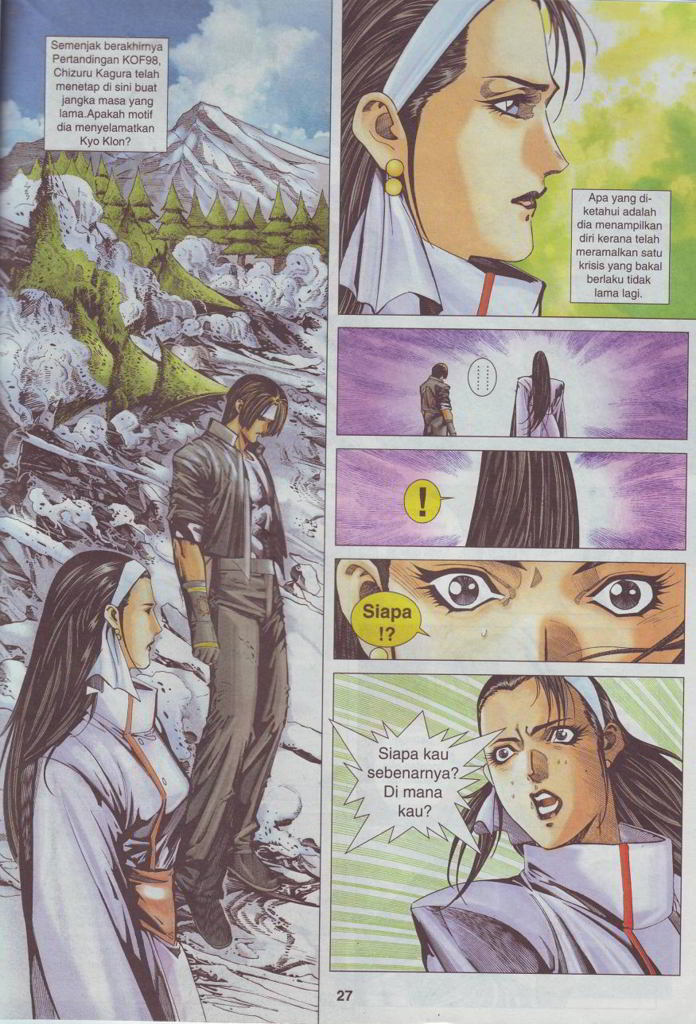 Semenjak berakhirnya
Pertandingan KOF98,
Chizuru Kagura telah
menetap di sini buat
jangka masa yang
lama.Apakah motif
dia menyelamatkan
Kyo Klon?
Apa yang di-
ketahui adalah
dia menampilkan
diri kerana telah
meramalkan satu
krisis yang bakal
berlaku tidak
lama lagi.
!
Siapa
!?
Siapa kau
sebenarnya?
Di mana
kau?
27